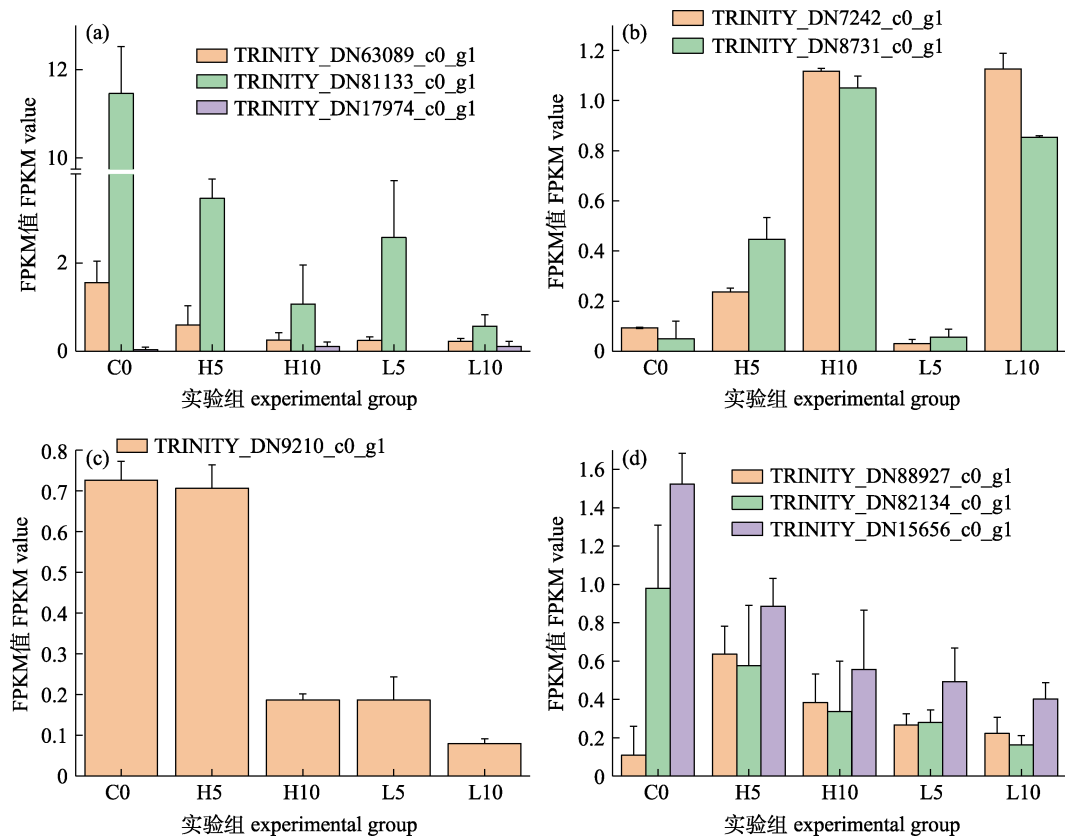 (a)
TRINITY_DN63089_c0_g1
TRINITY_DN81133_c0_g1
TRINITY_DN17974_c0_g1
FPKM值 FPKM value
12
10
2
0
C0 H5 H10 L5 L10
实验组 experimental group
(b)
TRINITY_DN7242_c0_g1
TRINITY_DN8731_c0_g1
FPKM值 FPKM value
1.2
1.0
0.8
0.6
0.4
0.2
0
C0 H5 H10 L5 L10
实验组 experimental group
(c)
TRINITY_DN9210_c0_g1
FPKM值 FPKM value
0.8
0.7
0.6
0.5
0.4
0.3
0.2
0.1
0
C0 H5 H10 L5 L10
实验组 experimental group
(d)
TRINITY_DN88927_c0_g1
TRINITY_DN82134_c0_g1
TRINITY_DN15656_c0_g1
FPKM值 FPKM value
1.6
1.4
1.2
1.0
0.8
0.6
0.4
0.2
0
C0 H5 H10 L5 L10
实验组 experimental group